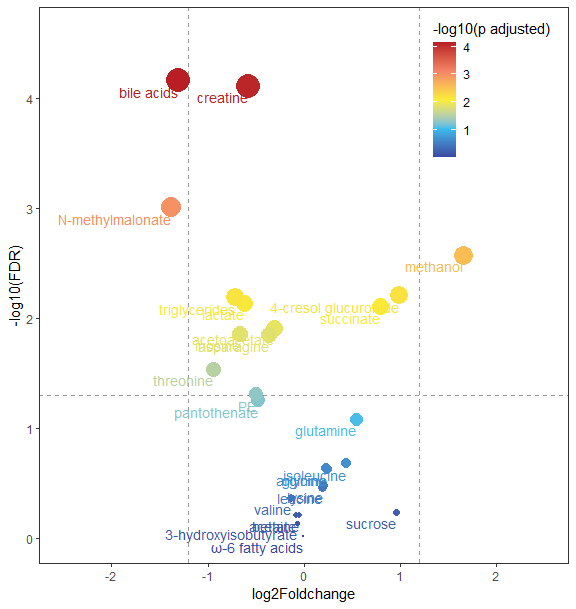 -log10(p adjusted)
4
3
2
1
bile acids
creatine
N-methylmalonate
methanol
triglycerides
4-cresol glucuronide
lactate
succinate
acetoacetate
asparagine
threonine
pantothenate
PE
glutamine
isoleucine
valine
sucrose
3-hydroxyisobutyrate
ω-6 fatty acids
4
3
2
1
0
-log10(FDR)
-2
-1
0
1
2
log2Foldchange